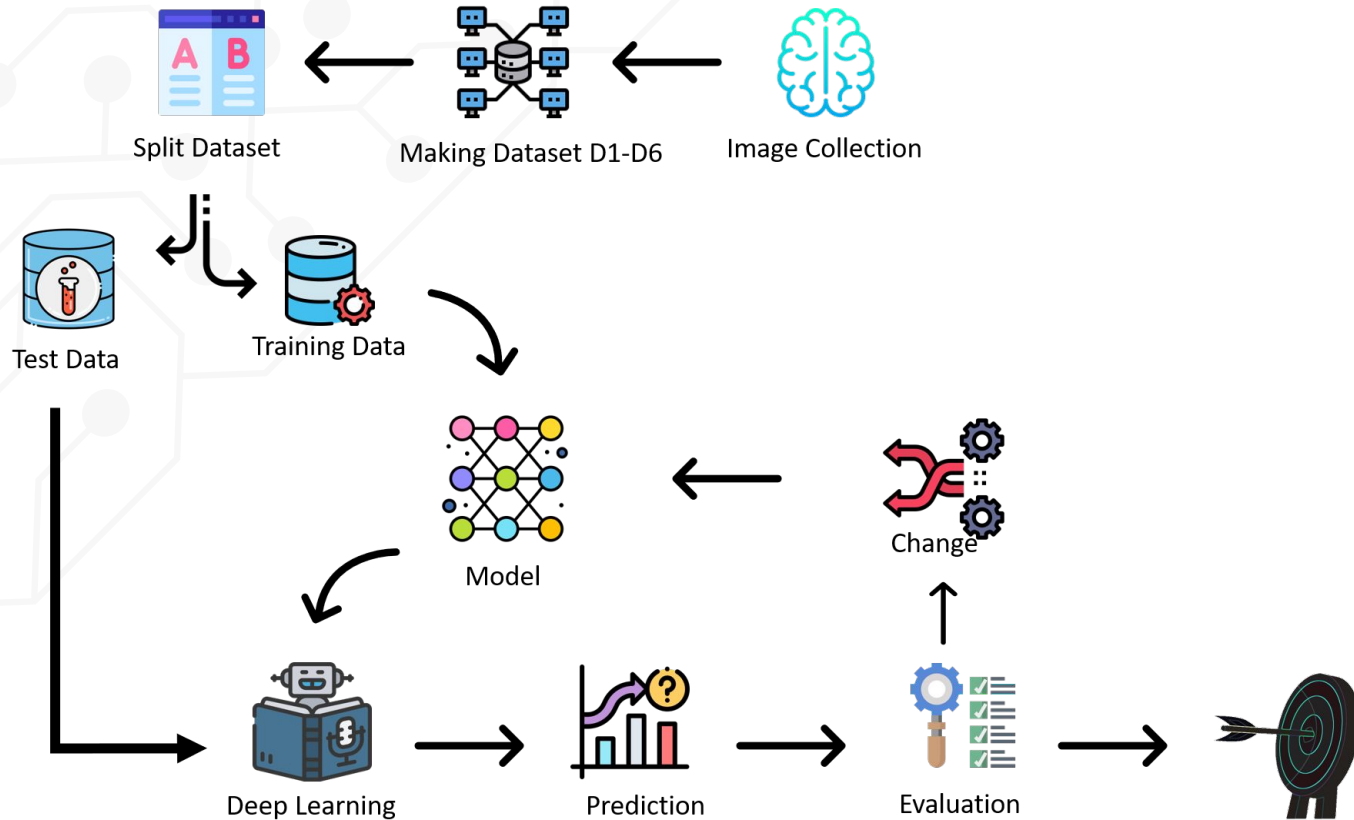 A B
Split Dataset
Making Dataset D1-D6
Image Collection
Test Data
Training Data
Model
Change
Deep Learning
?
Prediction
Evaluation